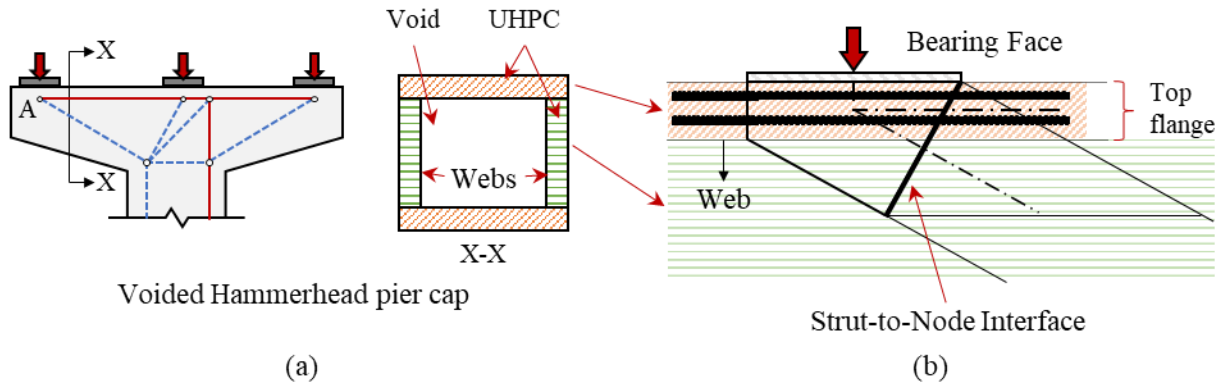 X
A
X
Voided Hammerhead pier cap
(a)
Void
UHPC
Webs
X-X
Bearing Face
Top
flange
Web
Strut-to-Node Interface
(b)